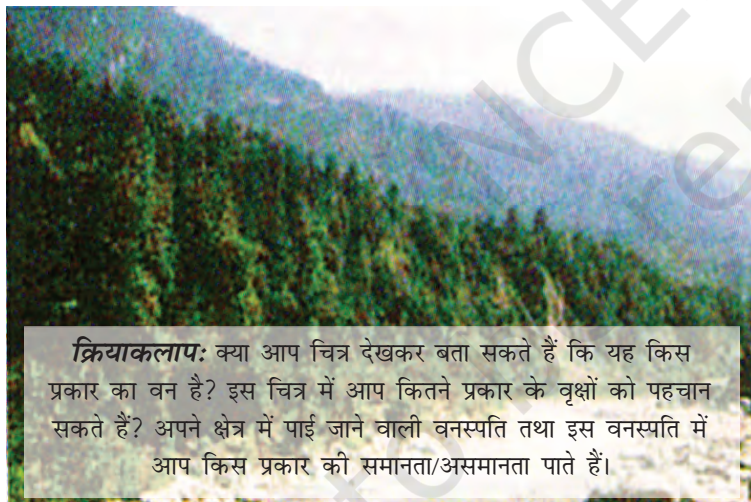 क्रियाकलाप: क्या आप चित्र देखकर बता सकते हैं कि यह किस
प्रकार का वन है? इस चित्र में आप कितने प्रकार के वृक्षों को पहचान
सकते हैं? अपने क्षेत्र में पाई जाने वाली वनस्पति तथा इस वनस्पति में
आप किस प्रकार की समानता/असमानता पाते हैं।